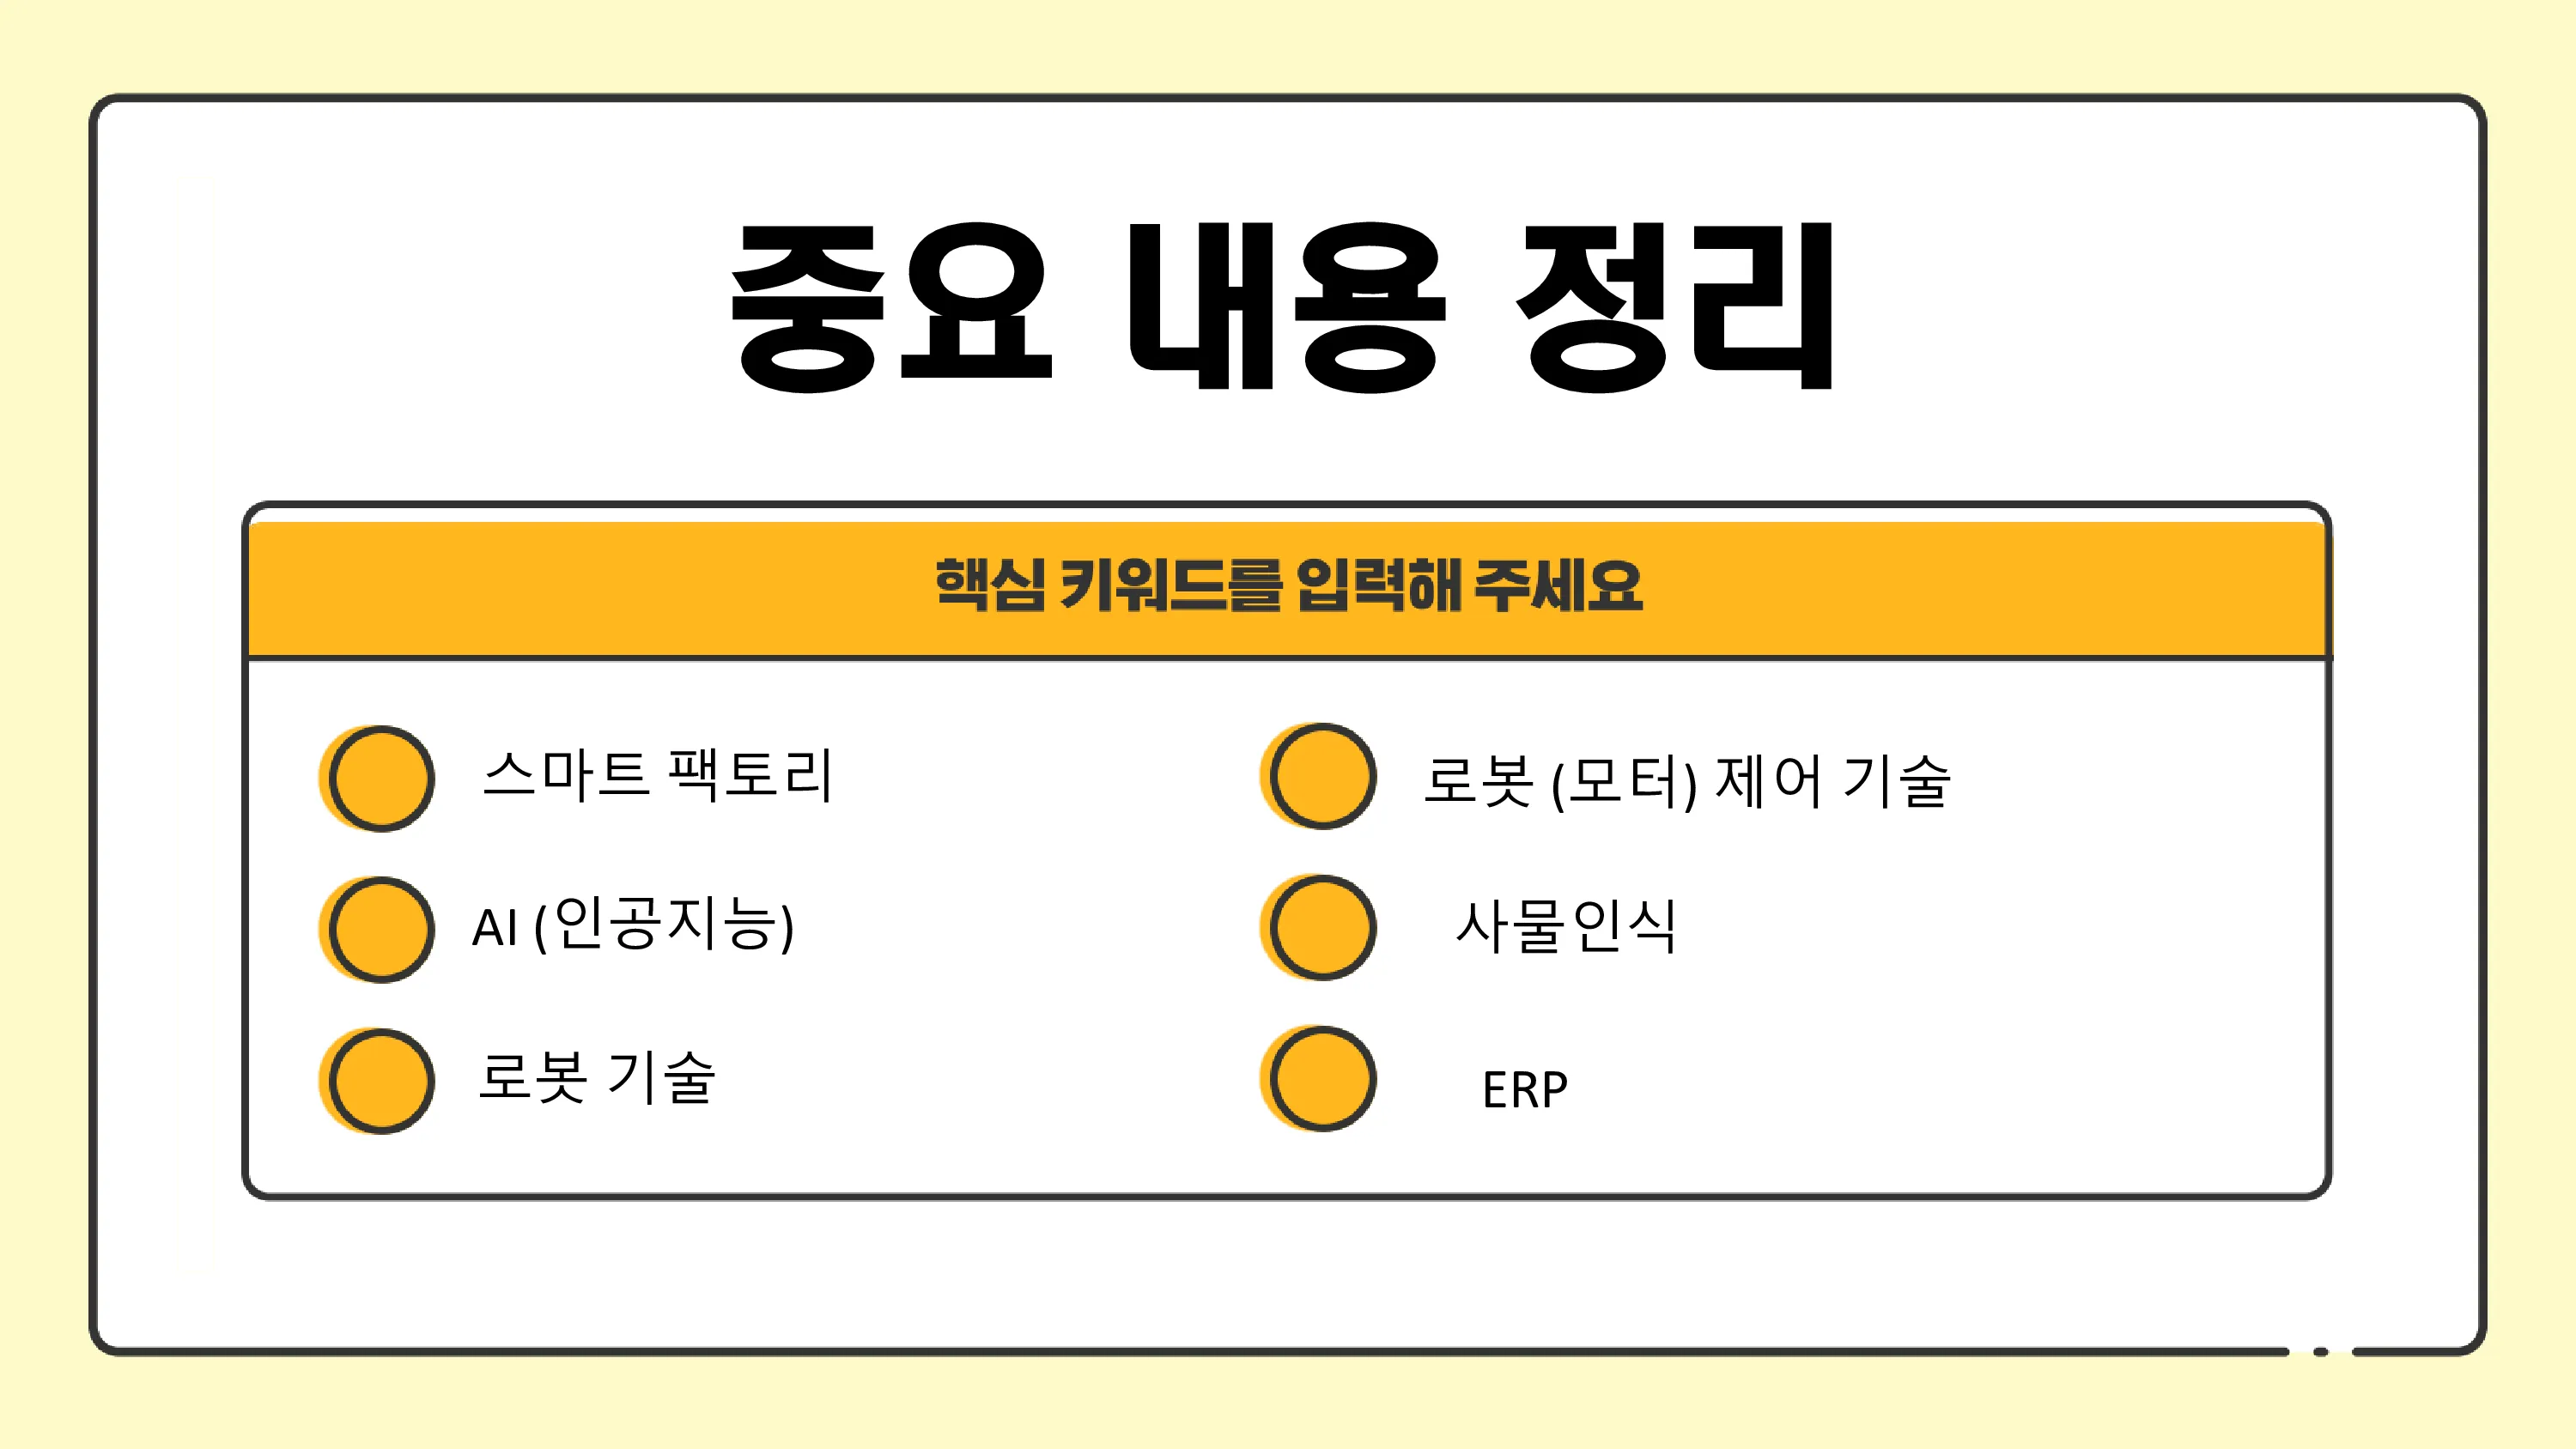 중요 내용 정리
핵심 키워드를 입력해 주세요
스마트 팩토리
AI (인공지능)
로봇 기술
로봇 (모터) 제어 기술
사물인식
ERP